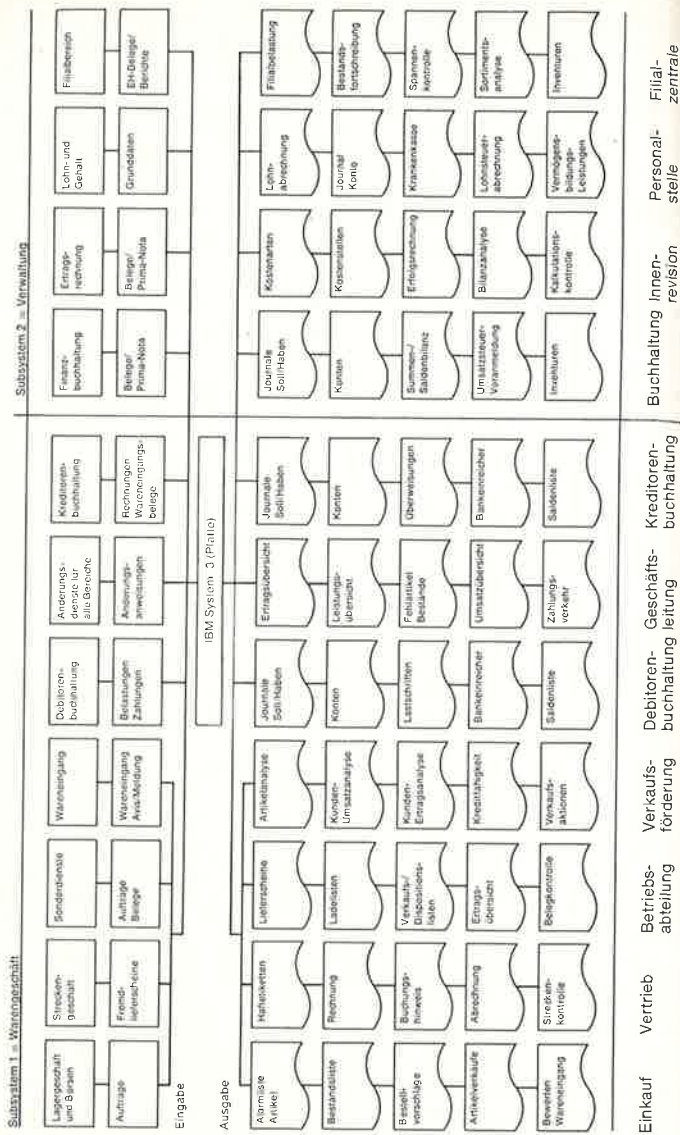 Subsystem 1 = Warengeschäft
Subsystem 2 = Verwaltung
Lagergeschäft
und Börsen
Strecken-
geschäft
Sonderdienste
Wareneingang
Debitoren-
buchhaltung
Änderungs-
dienste für
alle Bereiche
Kreditoren-
buchhaltung
Finanz-
buchhaltung
Ertrags-
rechnung
Lohn- und
Gehalt
Filialbereich
Aufträge
Fremd-
lieferscheine
Aufträge
Belege
Wareneingang
Avis/Meldung
Belastungen
Zahlungen
Änderungs-
anweisungen
Rechnungen
Wareneingangs-
belege
Belege/
Prima-Nota
Belege/
Prima-Nota
Grunddaten
EH-Belege/
Berichte
Eingabe
IBM System 3 (Platte)
Ausgabe
Alarmliste
Artikel
Haftetiketten
Lieferscheine
Artikelanalyse
Journale
Soll/Haben
Ertragsübersicht
Journale
Soll/Haben
Journale
Soll/Haben
Kostenarten
Lohn-
abrechnung
Filialbelastung
Bestandsliste
Rechnung
Ladelisten
Kunden-
Umsatzanalyse
Konten
Leistungs-
übersicht
Konten
Konten
Kostenstellen
Journal
Konto
Bestands-
fortschreibung
Bestell-
vorschläge
Buchungs-
hinweis
Verkaufs-/
Dispositions-
listen
Kunden-
Ertragsanalyse
Lastschriften
Fehlartikel
Bestände
Überweisungen
Summen-/
Saldenbilanz
Erfolgsrechnung
Krankenkasse
Spannen-
kontrolle
Artikelverkäufe
Abrechnung
Ertrags-
übersicht
Kreditfähigkeit
Bankeinreicher
Umsatzübersicht
Bankeinreicher
Umsatzsteuer-
Voranmeldung
Bilanzanalyse
Lohnsteuer-
abrechnung
Sortiments-
analyse
Bewerten
Wareneingang
Strecken-
kontrolle
Belegkontrolle
Verkaufs-
aktionen
Saldenliste
Zahlungs-
verkehr
Saldenliste
Inventuren
Kalkulations-
kontrolle
Vermögens-
bildungs-
Leistungen
Inventuren
Einkauf
Vertrieb
Betriebs-
abteilung
Verkaufs-
förderung
Debitoren-
buchhaltung
Geschäfts-
leitung
Kreditoren-
buchhaltung
Buchhaltung
Innen-
revision
Personal-
stelle
Filial-
zentrale